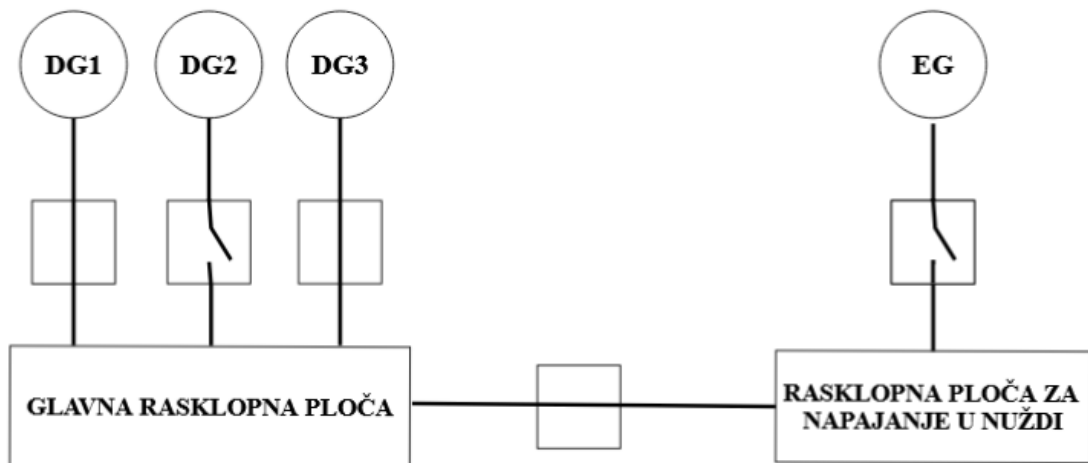 DG1
DG2
DG3
EG
GLAVNA RASKLOPNA PLOČA
RASKLOPNA PLOČA ZA
NAPAJANJE U NUŽDI